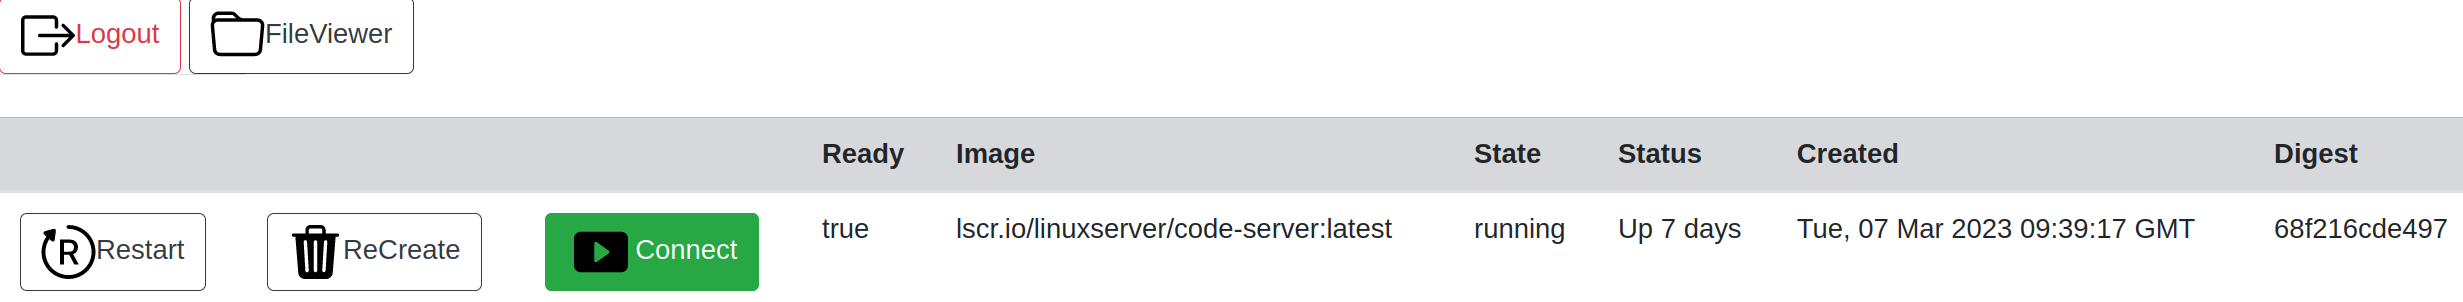 Logout FileViewer
Ready Image State Status Created Digest
Restart ReCreate Connect true lscr.io/linuxserver/code-server:latest running Up 7 days Tue, 07 Mar 2023 09:39:17 GMT 68f216cde497